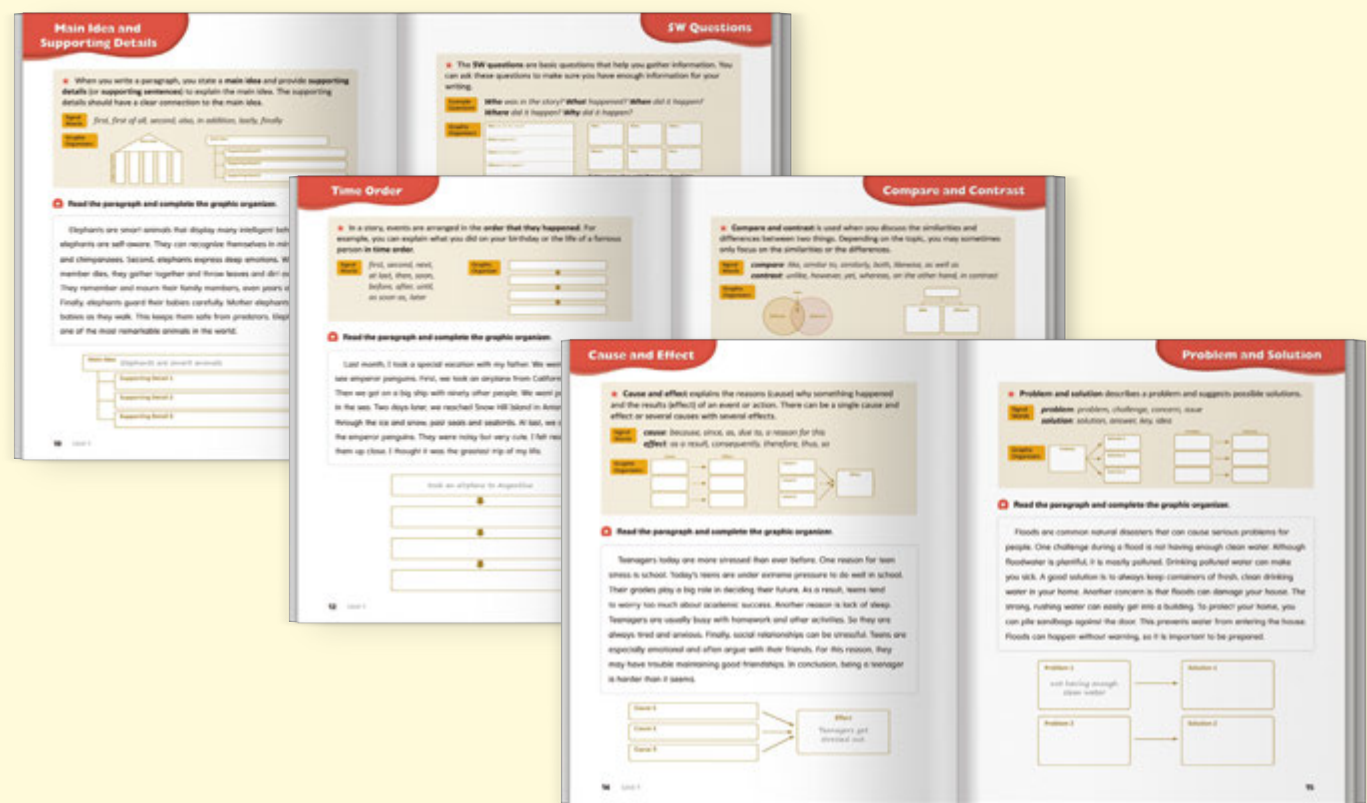 Main Idea and
Supporting Details
When you write a paragraph, you state a main idea and provide supporting
details (or supporting sentences) to explain the main idea. The supporting
details should have a clear connection to the main idea.
Signal
Words
first, first of all, second, also, in addition, lastly, finally
Graphic
Organizers
Read the paragraph and complete the graphic organizer.
Elephants are smart animals that display many intelligent
elephants are self-aware. They can recognize themselves in
and chimpanzees. Second, elephants express deep emotions.
member dies, they gather together and throw leaves and dirt
They remember and mourn their family members, even years
Finally, elephants guard their babies carefully. Mother
babies as they walk. This keeps them safe from predators.
one of the most remarkable animals in the world.
Main Idea
Elephants are smart animals
Supporting Detail 1
Supporting Detail 2
Supporting Detail 3
10 Unit 1
5W Questions
The 5W questions are basic questions that help you gather information. You
can ask these questions to make sure you have enough information for your
writing.
Example
Questions
Who was in the story? What happened? When did it happen?
Where did it happen? Why did it happen?
Graphic
Organizers
Time Order
In a story, events are arranged in the order that they happened. For
example, you can explain what you did on your birthday or the life of a famous
person in time order.
Signal
Words
first, second, next,
at last, then, soon,
before, after, until,
as soon as, later
Graphic
Organizer
Read the paragraph and complete the graphic organizer.
Last month, I took a special vacation with my father. We
see emperor penguins. First, we took an airplane from
Then we got on a big ship with ninety other people. We went
in the sea. Two days later, we reached Snow Hill Island in
through the ice and snow, past seals and seabirds. At last, we
the emperor penguins. They were noisy but very cute. I felt
them up close. I thought it was the greatest trip of my life.
took an airplane to Argentina
12 Unit 1
Compare and Contrast
Compare and contrast is used when you discuss the similarities and
differences between two things. Depending on the topic, you may sometimes
only focus on the similarities or the differences.
Signal
Words
compare: like, similar to, similarly, both, likewise, as well as
contrast: unlike, however, yet, whereas, on the other hand, in contrast
Graphic
Organizers
Cause and Effect
Cause and effect explains the reasons (cause) why something happened
and the results (effect) of an event or action. There can be a single cause and
effect or several causes with several effects.
Signal
Words
cause: because, since, as, due to, a reason for this
effect: as a result, consequently, therefore, thus, so
Graphic
Organizers
Read the paragraph and complete the graphic organizer.
Teenagers today are more stressed than ever before. One reason for teen
stress is school. Today's teens are under extreme pressure to do well in school.
Their grades play a big role in deciding their future. As a result, teens tend
to worry too much about academic success. Another reason is lack of sleep.
Teenagers are usually busy with homework and other activities. So they are
always tired and anxious. Finally, social relationships can be stressful. Teens are
especially emotional and often argue with their friends. For this reason, they
may have trouble maintaining good friendships. In conclusion, being a teenager
is harder than it seems.
Cause 1
Cause 2
Cause 3
Effect
Teenagers get
stressed out.
14 Unit 1
Problem and Solution
Problem and solution describes a problem and suggests possible solutions.
Signal
Words
problem: problem, challenge, concern, issue
solution: solution, answer, key, idea
Graphic
Organizers
Read the paragraph and complete the graphic organizer.
Floods are common natural disasters that can cause serious problems for
people. One challenge during a flood is not having enough clean water. Although
floodwater is plentiful, it is mostly polluted. Drinking polluted water can make
you sick. A good solution is to always keep containers of fresh, clean drinking
water in your home. Another concern is that floods can damage your house. The
strong, rushing water can easily get into a building. To protect your home, you
can pile sandbags against the door. This prevents water from entering the house.
Floods can happen without warning, so it is important to be prepared.
Problem 1
not having enough
clean water
Solution 1
Problem 2
Solution 2
15